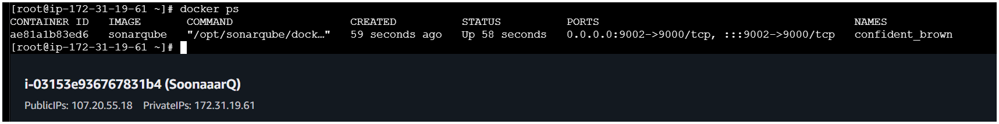 [root@ip-172-31-19-61 ~]# docker ps
CONTAINER ID   IMAGE       COMMAND                  CREATED          STATUS          PORTS                                         NAMES
ae81a1b83ed6   sonarqube   "/opt/sonarqube/dock…"   59 seconds ago   Up 58 seconds   0.0.0.0:9002->9000/tcp, :::9002->9000/tcp   confident_brown
[root@ip-172-31-19-61 ~]#
i-03153e936767831b4 (SoonaaarQ)
PublicIPs: 107.20.55.18   PrivateIPs: 172.31.19.61